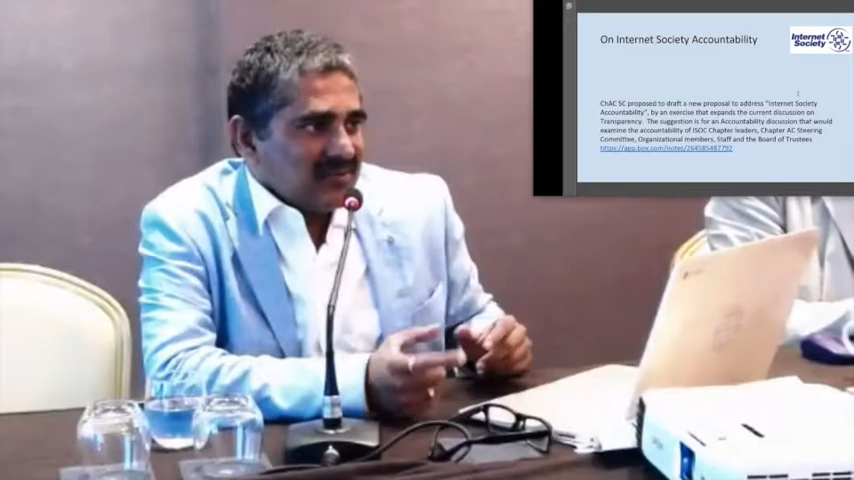 On Internet Society Accountability
Internet
Society
ChAC SC proposed to draft a new proposal to address "Internet Society
Accountability", by an exercise that expands the current discussion on
Transparency. The suggestion is for an Accountability discussion that would
examine the accountability of ISOC Chapter leaders, Chapter AC Steering
Committee, Organizational members, Staff and the Board of Trustees
https://app.box.com/notes/264585487792